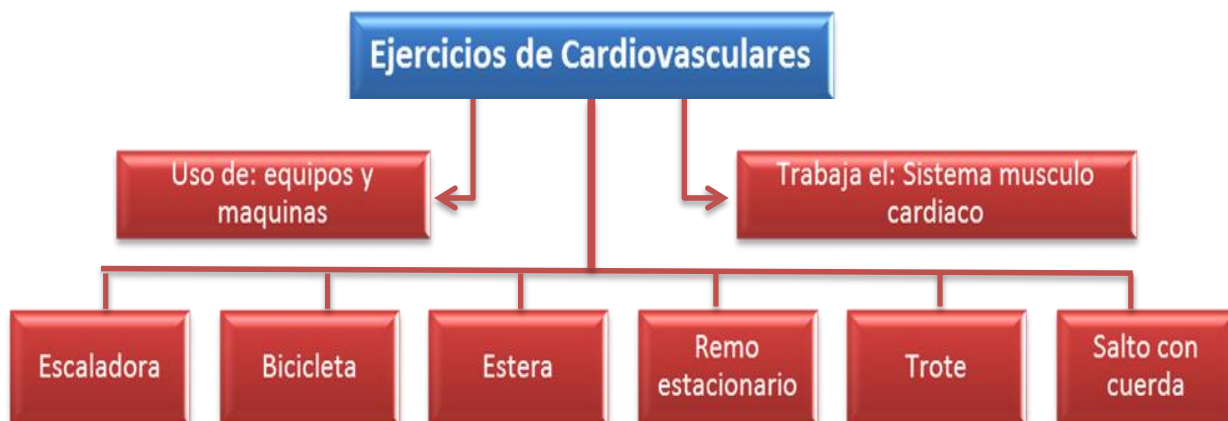 Ejercicios de Cardiovasculares
Uso de: equipos y
maquinas
Trabaja el: Sistema musculo
cardiaco
Escaladora
Bicicleta
Estera
Remo
estacionario
Trote
Salto con
cuerda